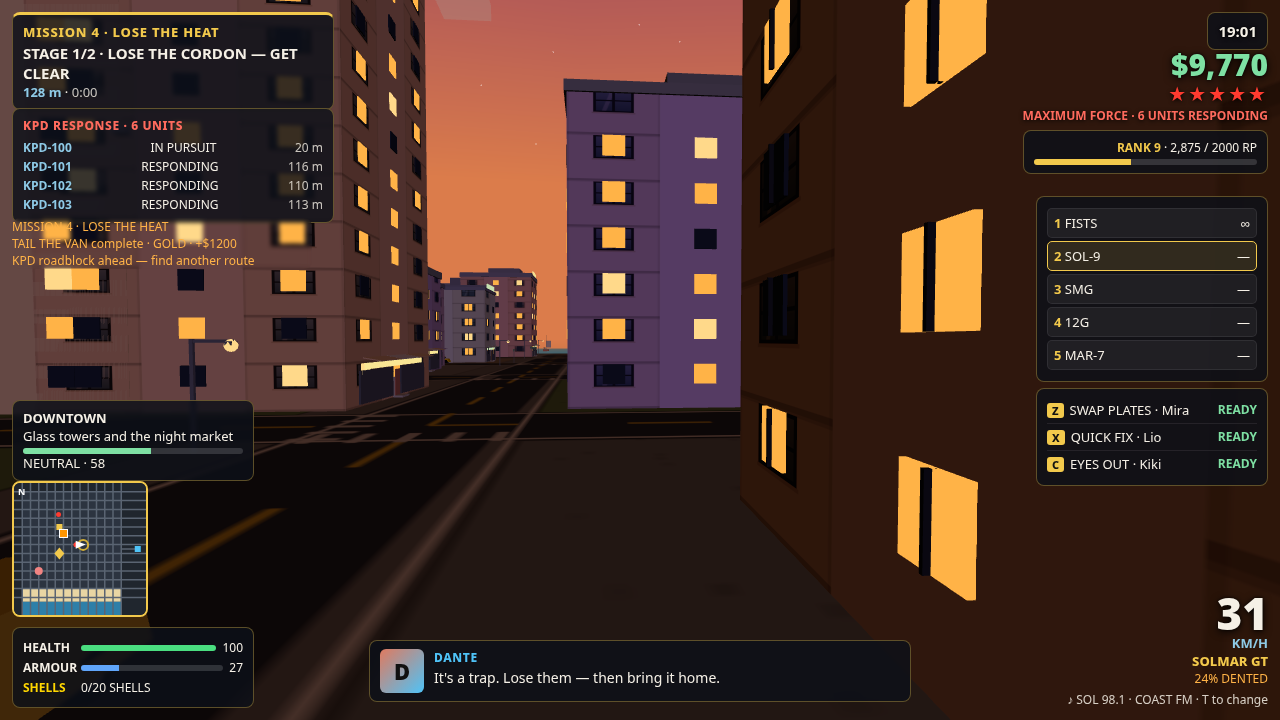 MISSION 4 · LOSE THE HEAT
STAGE 1/2 · LOSE THE CORDON — GET
CLEAR
128 m · 0:00
KPD RESPONSE · 6 UNITS
KPD-100 IN PURSUIT 20 m
KPD-101 RESPONDING 116 m
KPD-102 RESPONDING 110 m
KPD-103 RESPONDING 113 m
MISSION 4 · LOSE THE HEAT
TAIL THE VAN complete · GOLD · +$1200
KPD roadblock ahead — find another route
DOWNTOWN
Glass towers and the night market
NEUTRAL · 58
N
HEALTH 100
ARMOUR 27
SHELLS 0/20 SHELLS
D
DANTE
It's a trap. Lose them — then bring it home.
19:01
$9,770
★★★★★
MAXIMUM FORCE · 6 UNITS RESPONDING
RANK 9 · 2,875 / 2000 RP
1 FISTS ∞
2 SOL-9 —
3 SMG —
4 12G —
5 MAR-7 —
Z SWAP PLATES · Mira READY
X QUICK FIX · Lio READY
C EYES OUT · Kiki READY
31
KM/H
SOLMAR GT
24% DENTED
♪ SOL 98.1 · COAST FM · T to change